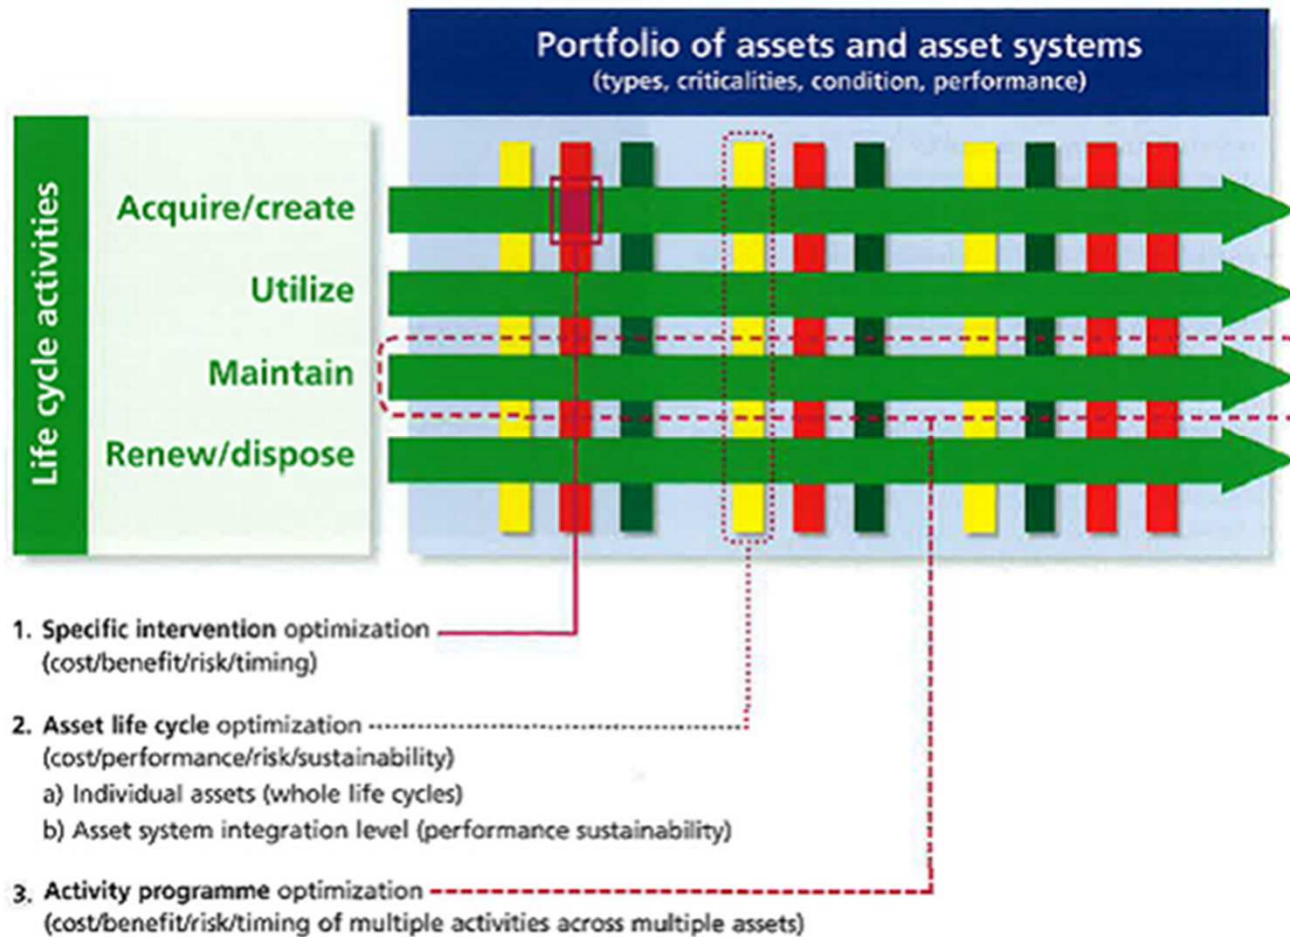 Portfolio of assets and asset systems
(types, criticalities, condition, performance)
Life cycle activities
Acquire/create
Utilize
Maintain
Renew/dispose
1. Specific intervention optimization
(cost/benefit/risk/timing)
2. Asset life cycle optimization
(cost/performance/risk/sustainability)
a) Individual assets (whole life cycles)
b) Asset system integration level (performance sustainability)
3. Activity programme optimization
(cost/benefit/risk/timing of multiple activities across multiple assets)